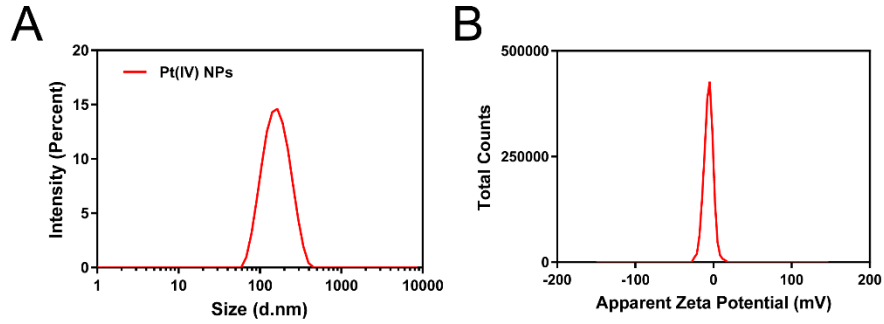 A
Intensity (Percent)
20
15
10
5
0
Pt(IV) NPs
1 10 100 1000 10000
Size (d.nm)
B
Total Counts
500000
250000
0
-200 -100 0 100 200
Apparent Zeta Potential (mV)